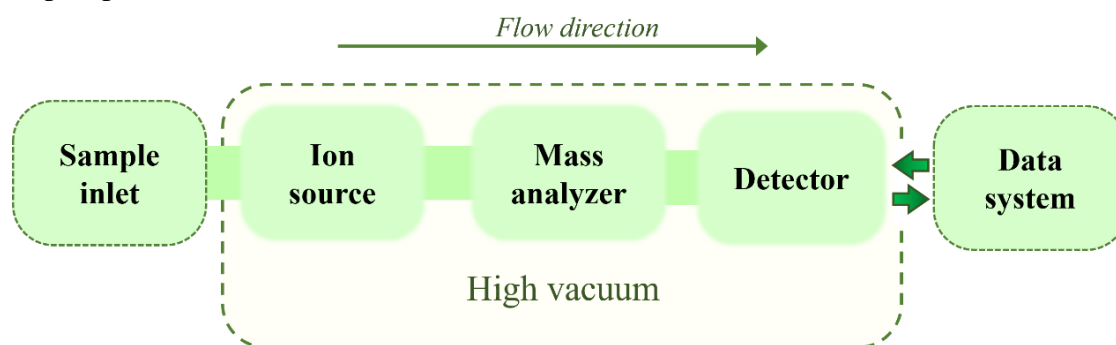 Flow direction
Sample
inlet
Ion
source
Mass
analyzer
Detector
Data
system
High vacuum